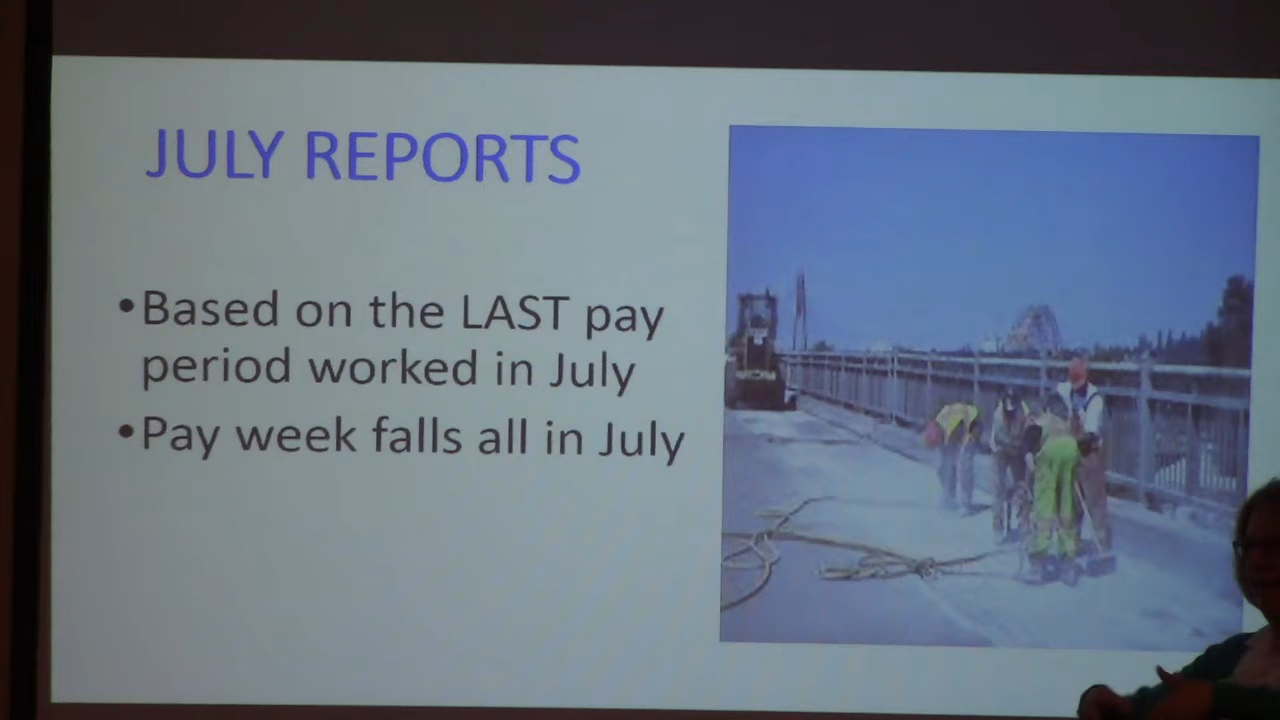 JULY REPORTS
•Based on the LAST pay
period worked in July
•Pay week falls all in July